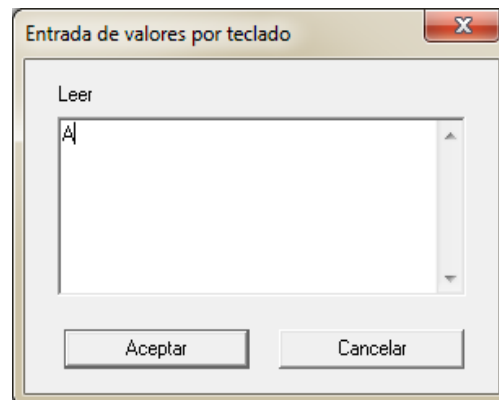 Entrada de valores por teclado
Leer
A
Aceptar
Cancelar